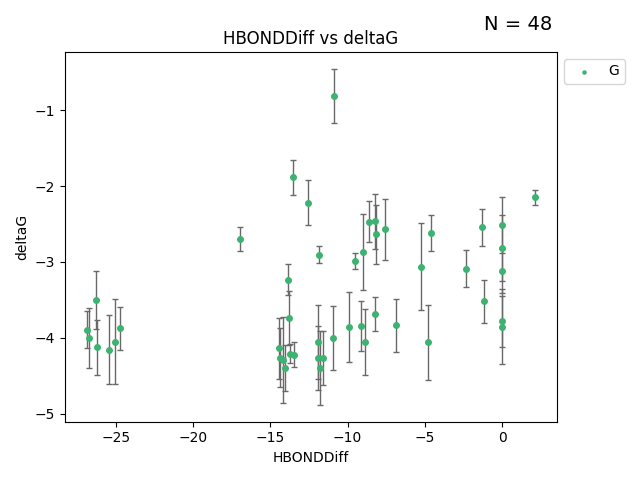 N = 48
HBONDDiff vs deltaG
G
deltaG
−1
−2
−3
−4
−5
−25
−20
−15
−10
−5
0
HBONDDiff